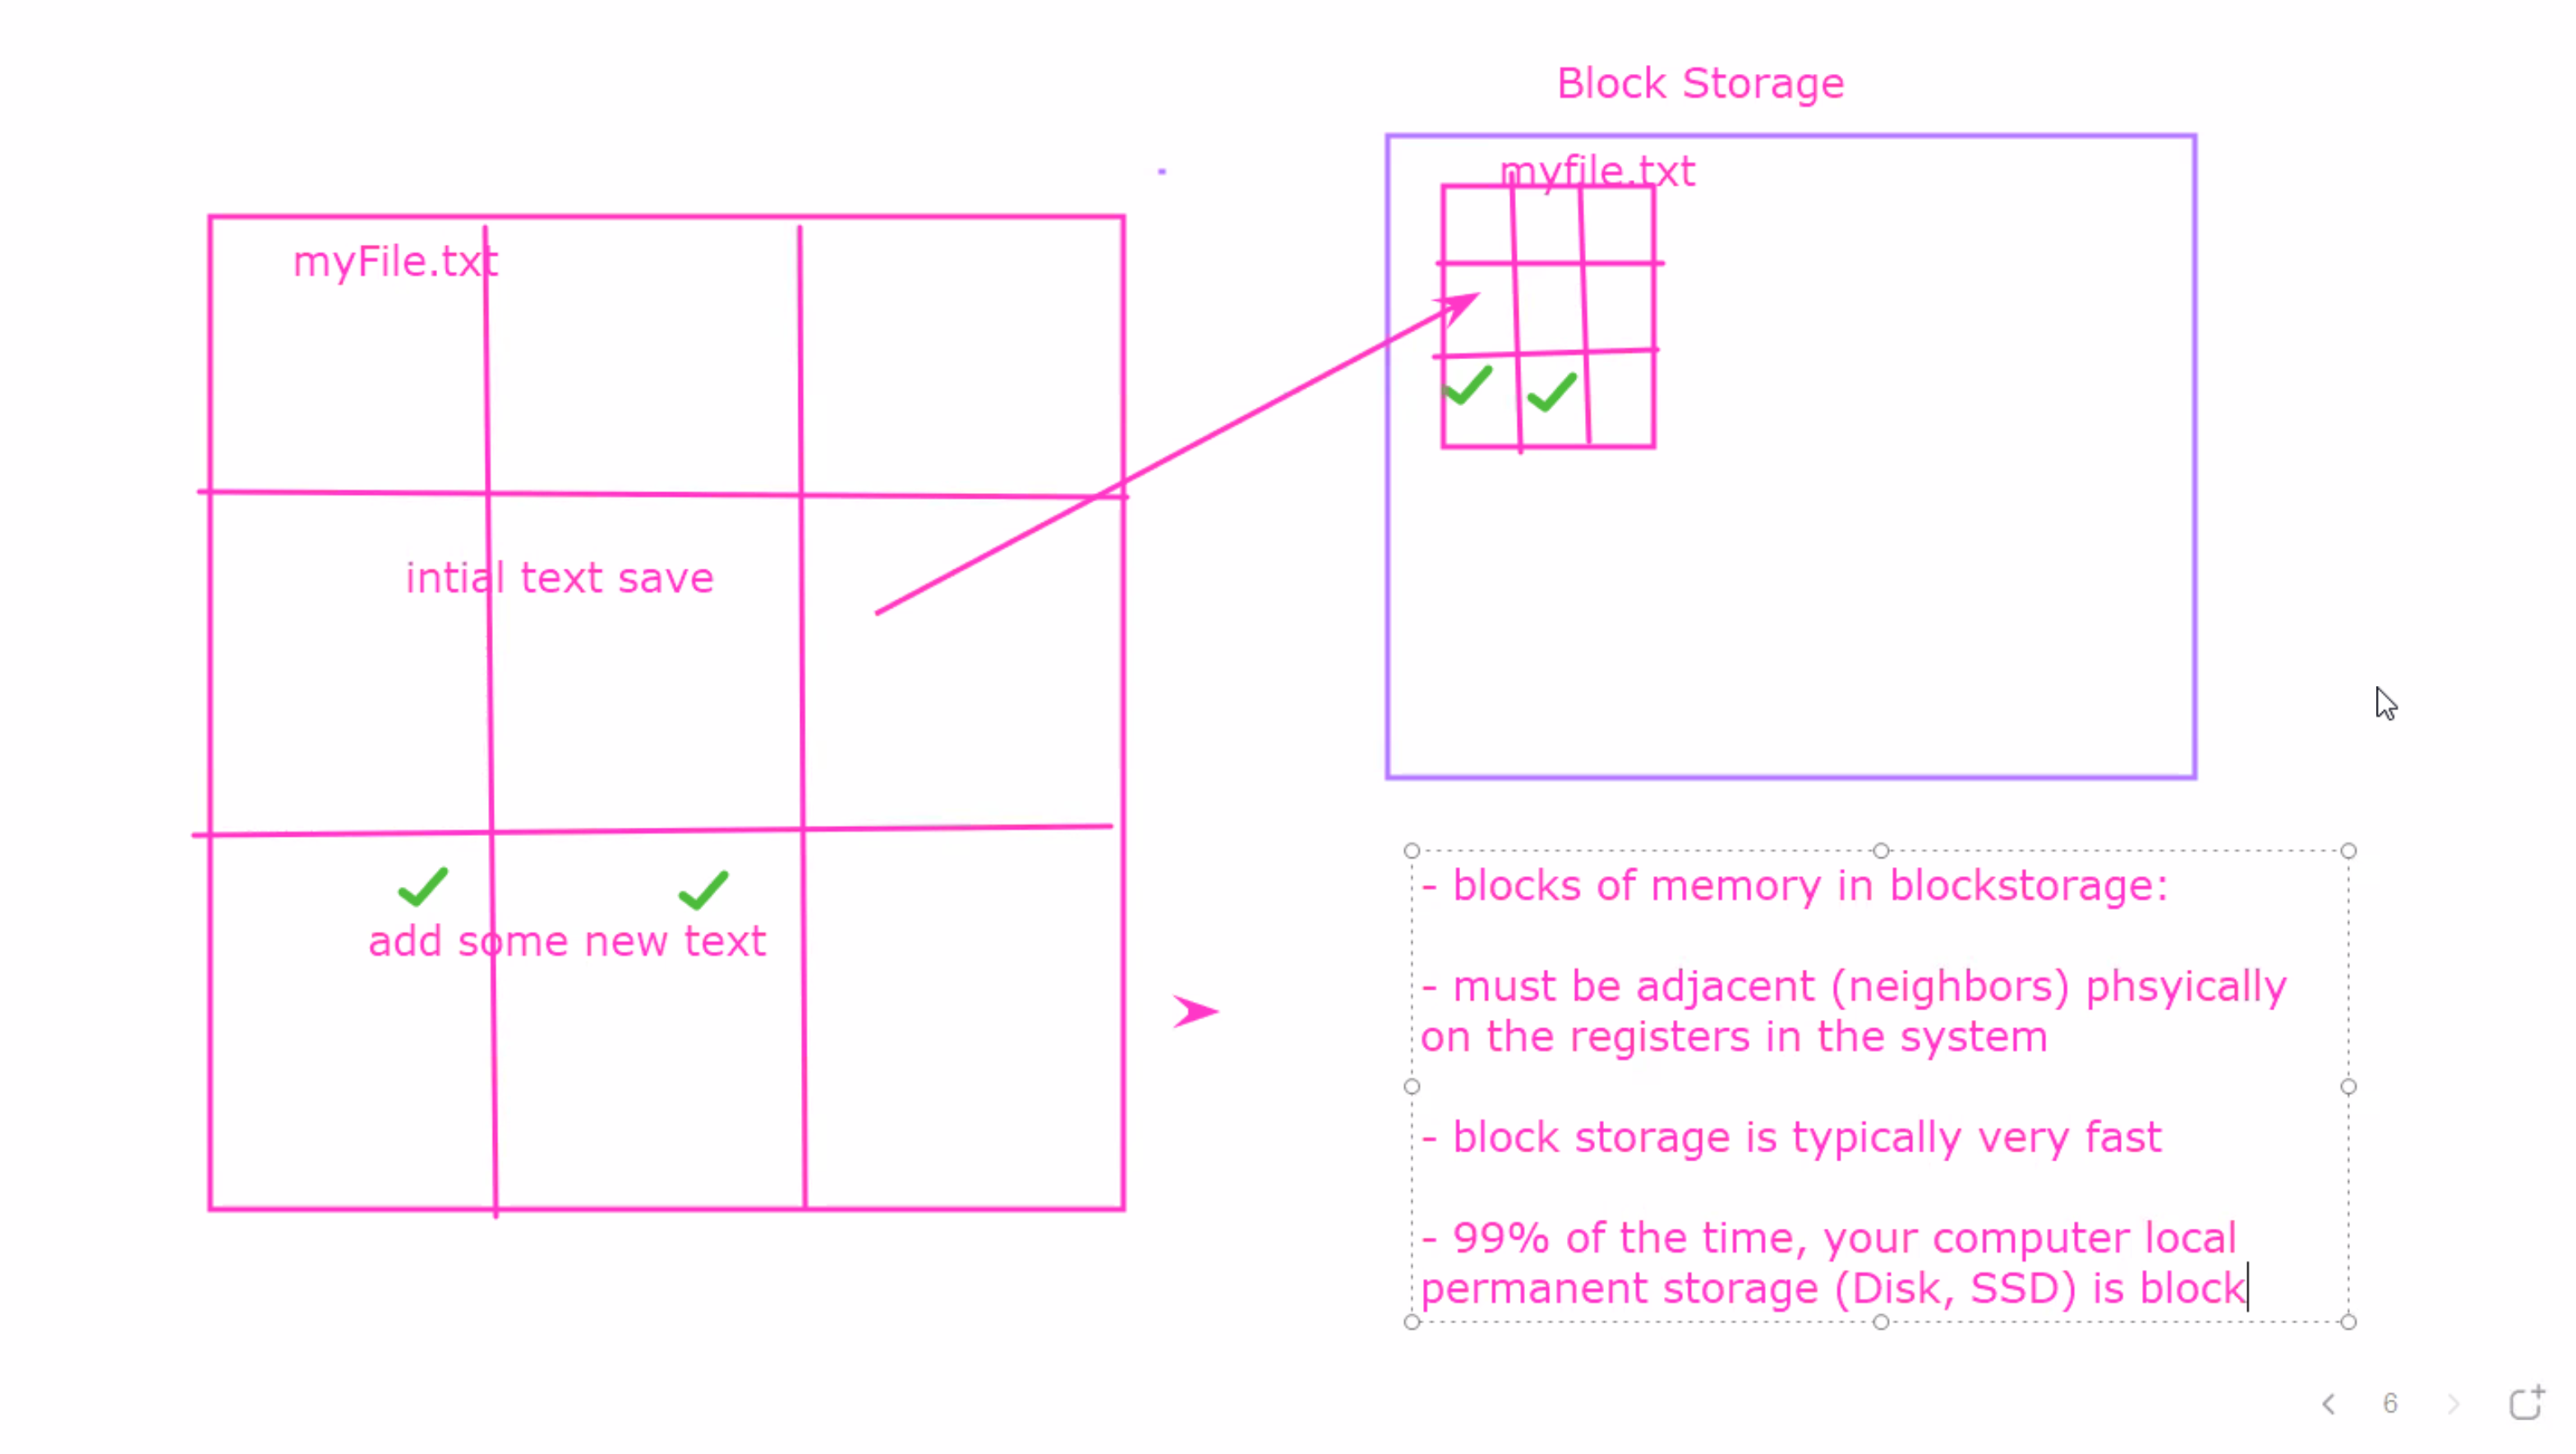 Block Storage
myfile.txt
myFile.txt
intial text save
add some new text
- blocks of memory in blockstorage:
- must be adjacent (neighbors) phsyically
on the registers in the system
- block storage is typically very fast
- 99% of the time, your computer local
permanent storage (Disk, SSD) is block
6